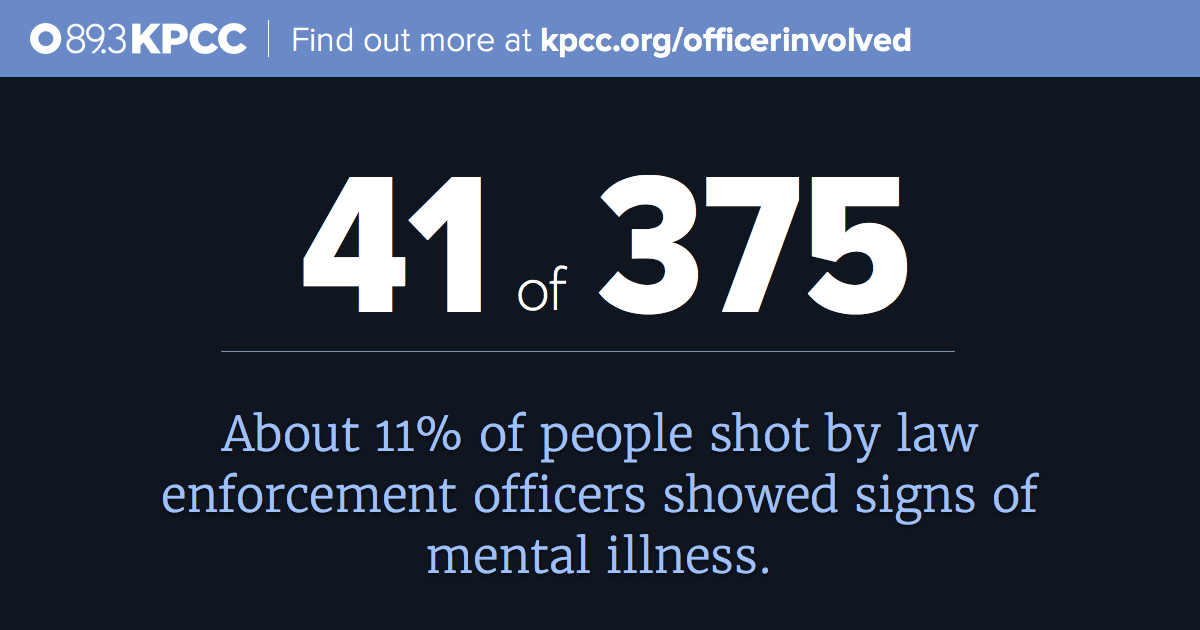 89.3 KPCC Find out more at kpcc.org/officerinvolved
41 of 375
About 11% of people shot by law
enforcement officers showed signs of
mental illness.